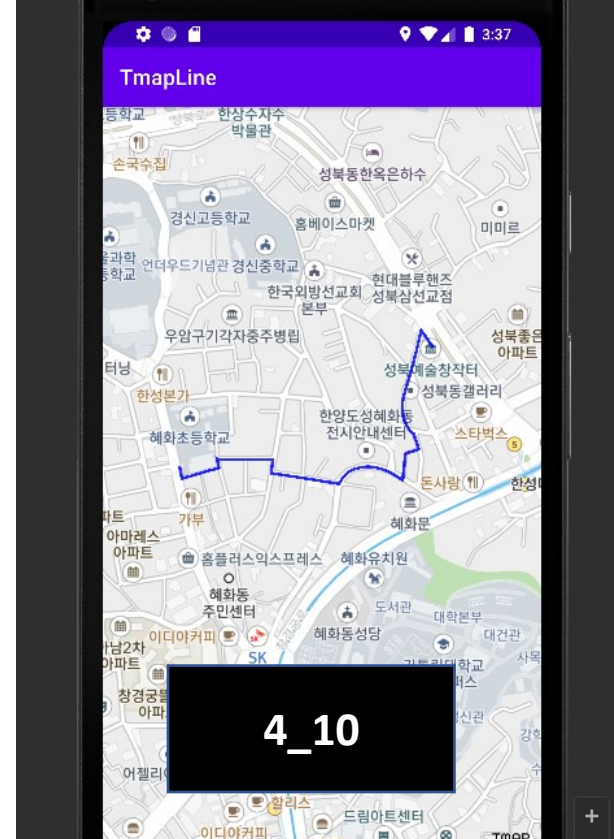 3:37
TmapLine
등학교
한상수자수
박물관
손국수집
성북동한옥은하수
경신고등학교
홈베이스마켓
미미르
언더우드기념관
경신중학교
현대블루핸즈
성북삼선교점
한국외방선교회
본부
우암구기각자중주병립
성북좋은
아파트
터닝
성북예술창작터
한성본가
성북동갤러리
한양도성혜화동
전시안내센터
혜화초등학교
스타벅스
5
돈사랑
한성
가부
혜화문
아마레스
아파트
홈플러스익스프레스
혜화유치원
혜화동
주민센터
도서관
대학본부
이디야커피
혜화동성당
대건관
SK
학교
4_10
할리스
드림아트센터
이디야커피
TMAP
+